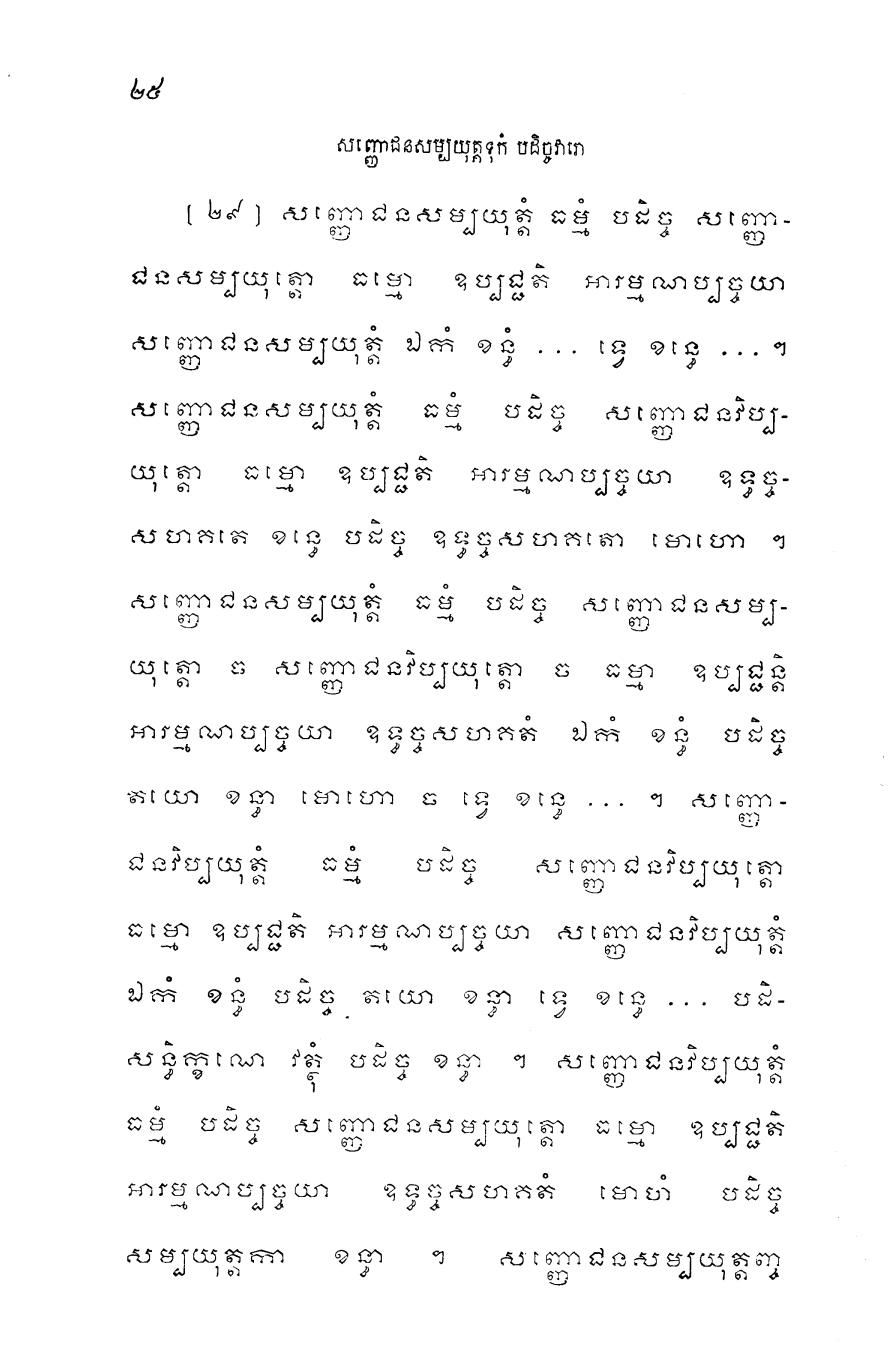 ២៥
សញ្ញោជនសម្បយុត្តទុកំ បដិច្ចវារោ
[ ២៩ ] សញ្ញោជនសម្បយុត្តំ ធម្មំ បដិច្ច សញ្ញោ-
ជនសម្បយុត្តោ ធម្មោ ឧប្បជ្ជតិ អារម្មណប្បច្ចយា
សញ្ញោជនសម្បយុត្តំ ឯកំ ខន្ធំ ... ទ្វេ ខន្ធេ ... ។
សញ្ញោជនសម្បយុត្តំ ធម្មំ បដិច្ច សញ្ញោជនវិប្ប-
យុត្តោ ធម្មោ ឧប្បជ្ជតិ អារម្មណប្បច្ចយា ឧទ្ធច្ច-
សហគតេ ខន្ធេ បដិច្ច ឧទ្ធច្ចសហគតោ មោហោ ។
សញ្ញោជនសម្បយុត្តំ ធម្មំ បដិច្ច សញ្ញោជនសម្ប-
យុត្តោ ច សញ្ញោជនវិប្បយុត្តោ ច ធម្មា ឧប្បជ្ជន្តិ
អារម្មណប្បច្ចយា ឧទ្ធច្ចសហគតំ ឯកំ ខន្ធំ បដិច្ច
តយោ ខន្ធា មោហោ ច ទ្វេ ខន្ធេ ... ។ សញ្ញោ-
ជនវិប្បយុត្តំ ធម្មំ បដិច្ច សញ្ញោជនវិប្បយុត្តោ
ធម្មោ ឧប្បជ្ជតិ អារម្មណប្បច្ចយា សញ្ញោជនវិប្បយុត្តំ
ឯកំ ខន្ធំ បដិច្ច តយោ ខន្ធា ទ្វេ ខន្ធេ ... បដិ-
សន្ធិក្ខណេ វត្ថុំ បដិច្ច ខន្ធា ។ សញ្ញោជនវិប្បយុត្តំ
ធម្មំ បដិច្ច សញ្ញោជនសម្បយុត្តោ ធម្មោ ឧប្បជ្ជតិ
អារម្មណប្បច្ចយា ឧទ្ធច្ចសហគតំ មោហំ បដិច្ច
សម្បយុត្តកា ខន្ធា ។ សញ្ញោជនសម្បយុត្តញ្ច